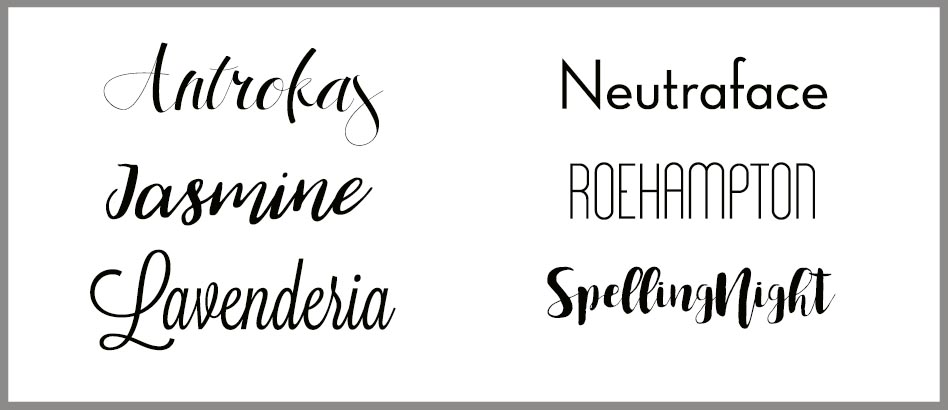 Antrokas
Jasmine
Lavenderia
Neutraface
ROEHAMPTON
SpellingNight